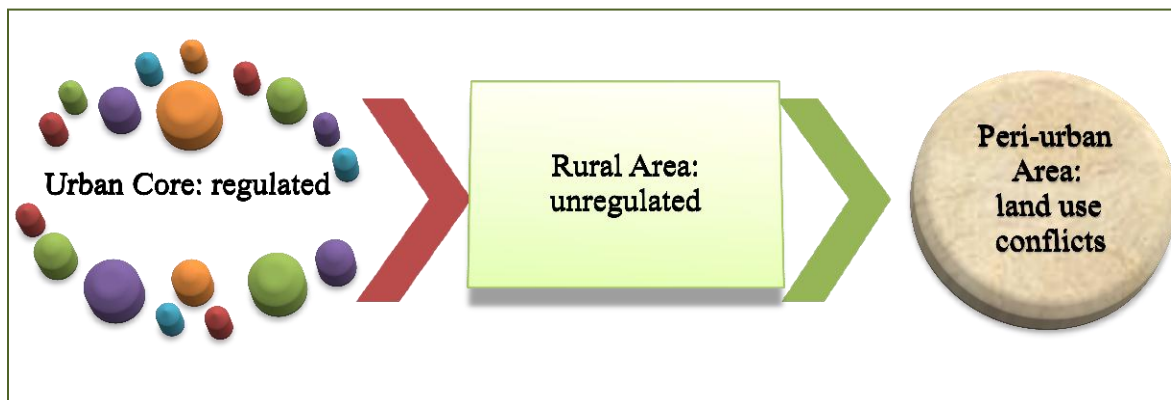 Urban Core: regulated
Rural Area:
unregulated
Peri-urban
Area:
land use
conflicts